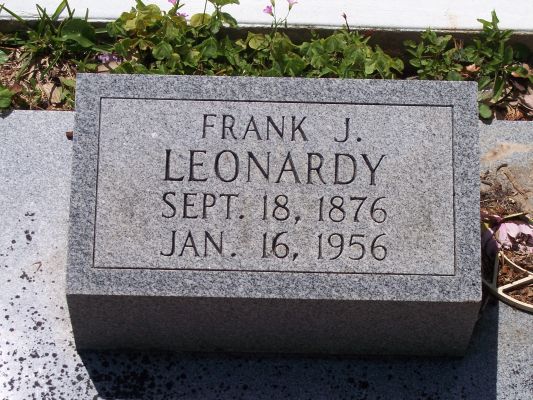 FRANK J.
LEONARDY
SEPT. 18, 1876
JAN. 16, 1956